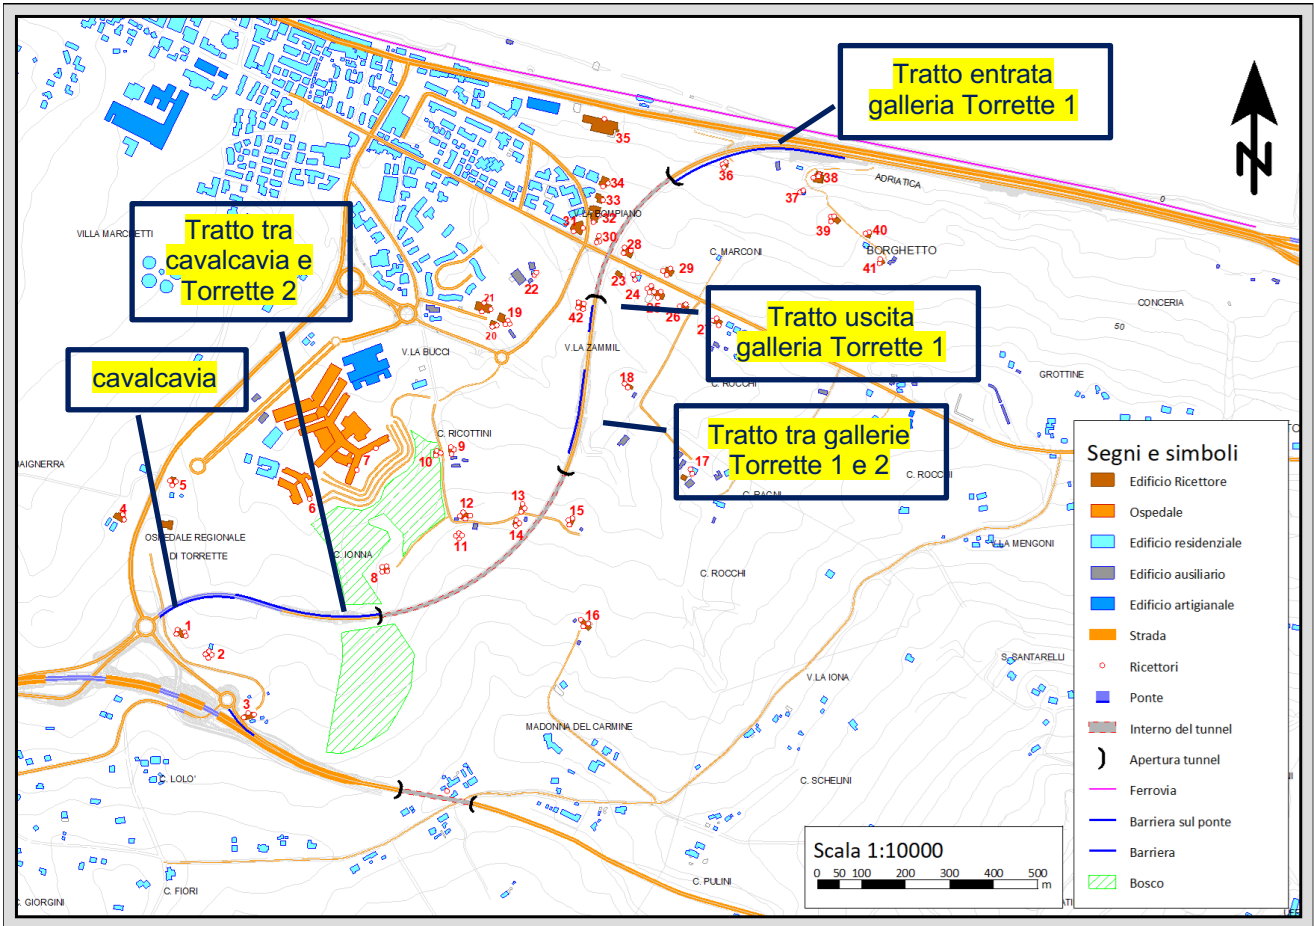 Tratto entrata
galleria Torrette 1
35
36
38
37
ADRIATICA
0
34
33
V.LA POMPIANO
32
31
30
28
39
40
BORGHETTO
41
VILLA MARCHETTI
Tratto tra
cavalcavia e
Torrette 2
C. MARCONI
29
23
24
25
26
22
42
21
19
20
CONCERIA
50
Tratto uscita
galleria Torrette 1
V.LA BUCCI
V.LA ZAMMIL
18
C. ROCCHI
GROTTINE
cavalcavia
Tratto tra gallerie
Torrette 1 e 2
C. RICOTTINI
10
9
7
17
C. ROCCHI
5
6
4
12
13
14
15
11
OSPEDALE REGIONALE
DI TORRETTE
C. IONNA
8
V.LA MENGONI
C. ROCCHI
1
2
16
3
S. SANTARELLI
V.LA IONA
MADONNA DEL CARMINE
C. LOLO'
C. SCHELINI
C. FIORI
C. PULINI
C. GIORGINI
Segni e simboli
Edificio Ricettore
Ospedale
Edificio residenziale
Edificio ausiliario
Edificio artigianale
Strada
Ricettori
Ponte
Interno del tunnel
Apertura tunnel
Ferrovia
Barriera sul ponte
Barriera
Bosco
Scala 1:10000
0 50 100 200 300 400 500
m
N